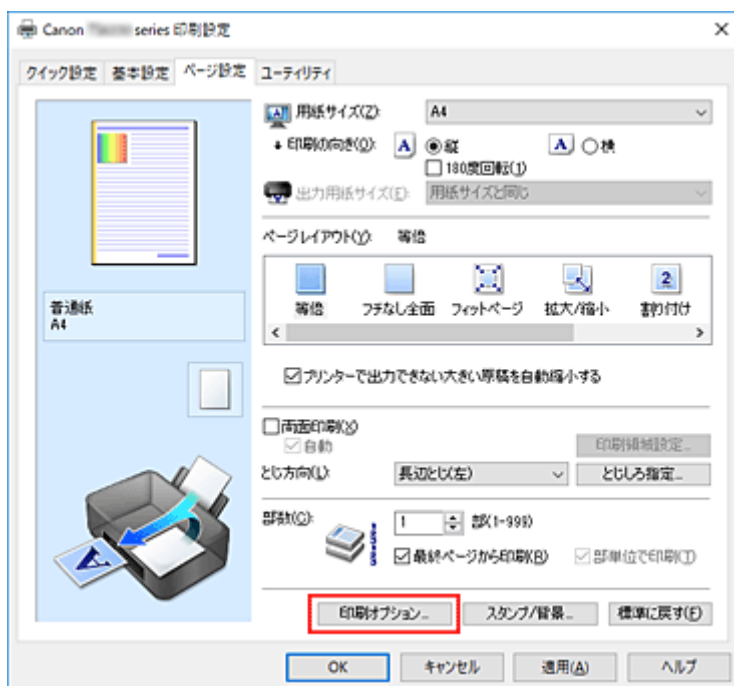 Canon series 印刷設定
クイック設定 基本設定 ページ設定 ユーティリティ
用紙サイズ(Z): A4
印刷の向き(O): A 縦 A 横
180度回転(1)
出力用紙サイズ(E): 用紙サイズと同じ
ページレイアウト(Y): 等倍
等倍 フチなし全面 フィットページ 拡大/縮小 割り付け
普通紙
A4
プリンターで出力できない大きい原稿を自動縮小する
両面印刷(X)
自動 印刷領域設定...
とじ方向(L): 長辺とじ(左) とじしろ指定...
部数(C): 1 部(1-999)
最終ページから印刷(R) 部単位で印刷(T)
印刷オプション... スタンプ/背景... 標準に戻す(F)
OK キャンセル 適用(A) ヘルプ